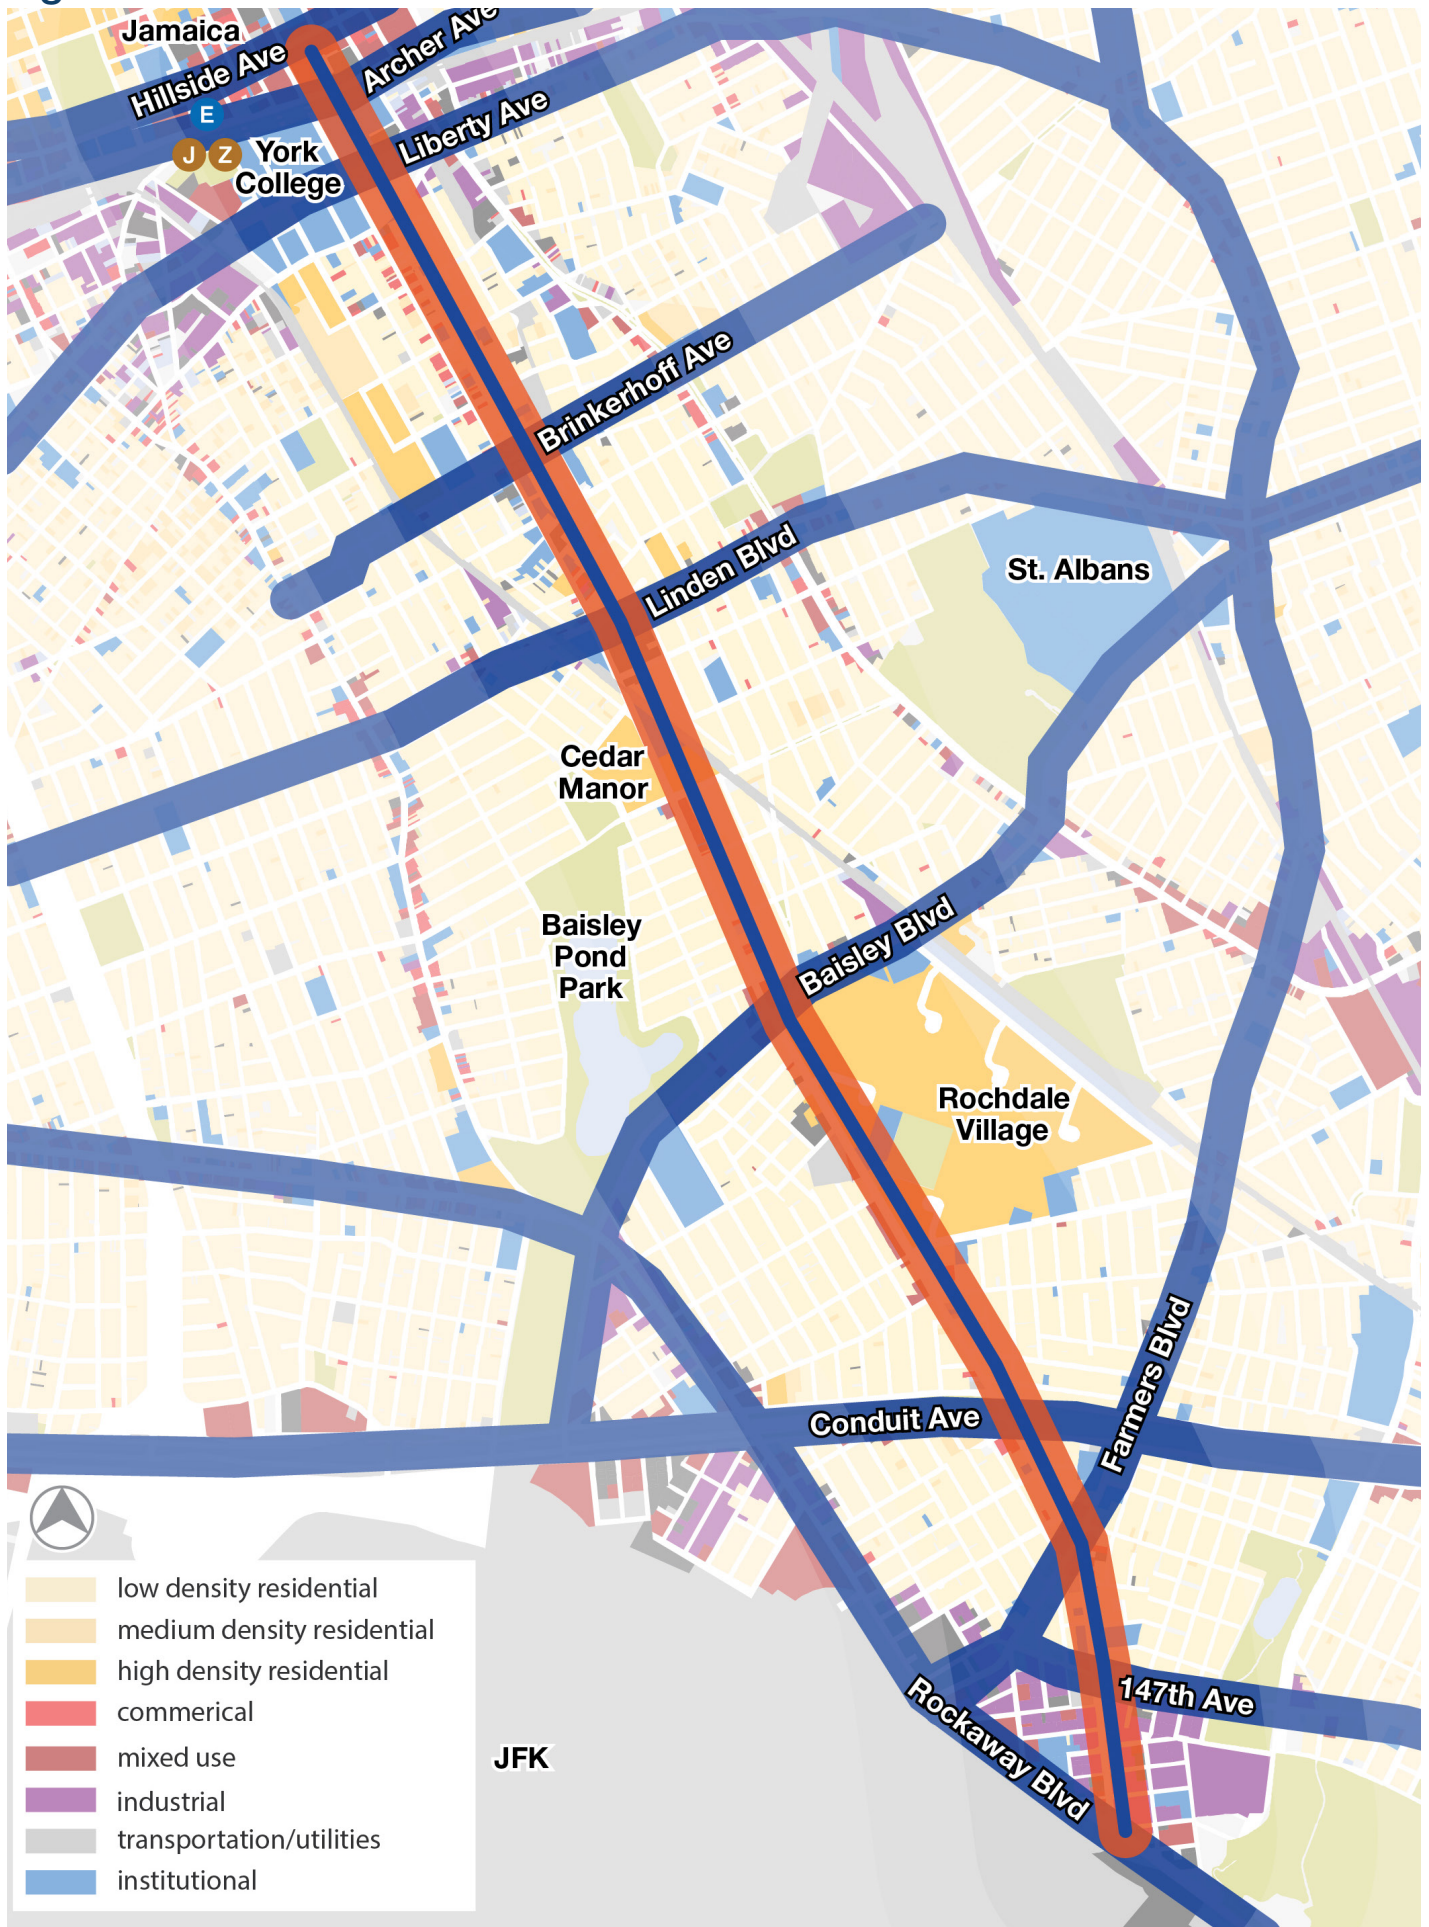 Jamaica
Hillside Ave
Archer Ave
E
Liberty Ave
J
Z
York
College
Brinkerhoff Ave
Linden Blvd
St. Albans
Cedar
Manor
Baisley Blvd
Baisley
Pond
Park
Rochdale
Village
Farmers Blvd
Conduit Ave
147th Ave
Rockaway Blvd
JFK
low density residential
medium density residential
high density residential
commerical
mixed use
industrial
transportation/utilities
institutional